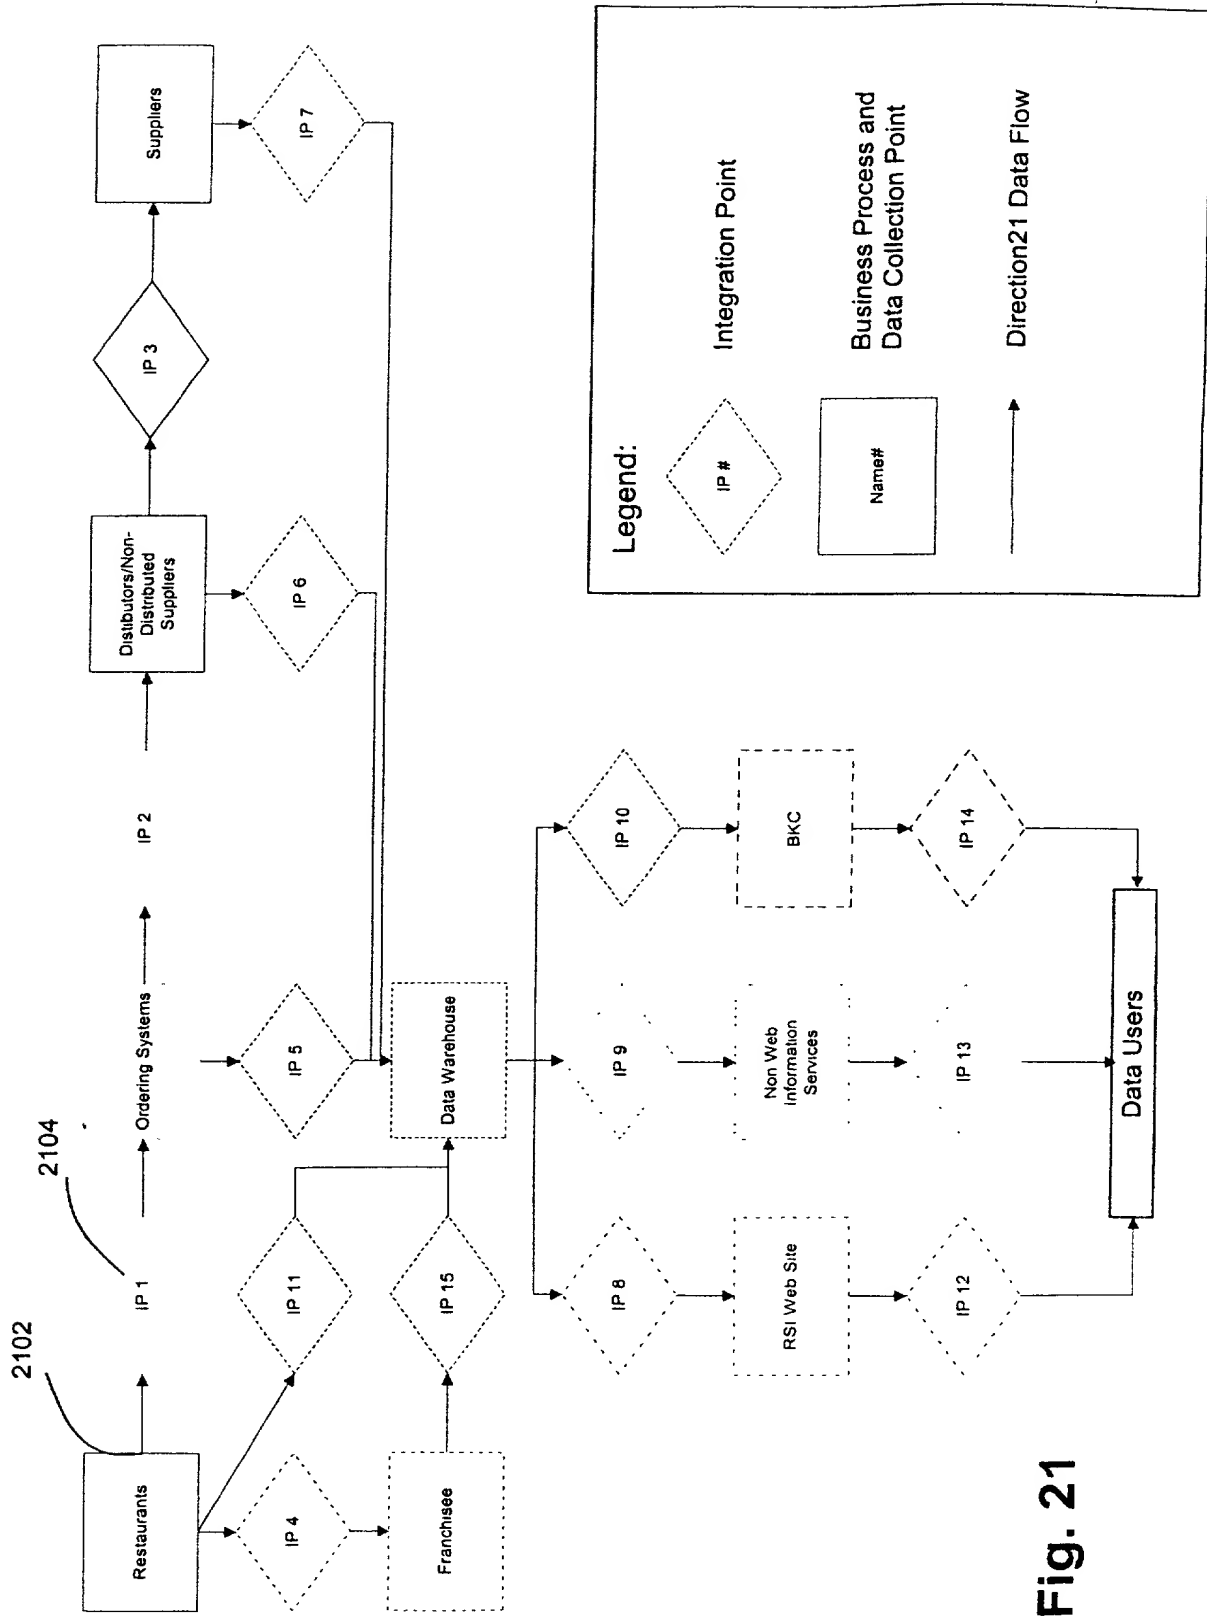 2102
2104
Restaurants
IP 1
Ordering Systems
IP 2
Distributors/Non-
Distributed
Suppliers
IP 3
Suppliers
IP 4
IP 11
IP 5
IP 6
IP 7
Franchisee
IP 15
Data Warehouse
IP 8
IP 9
IP 10
RSI Web Site
Non Web
Information
Services
BKC
IP 12
IP 13
IP 14
Data Users
Legend:
IP #
Integration Point
Name#
Business Process and
Data Collection Point
Direction21 Data Flow
Fig. 21